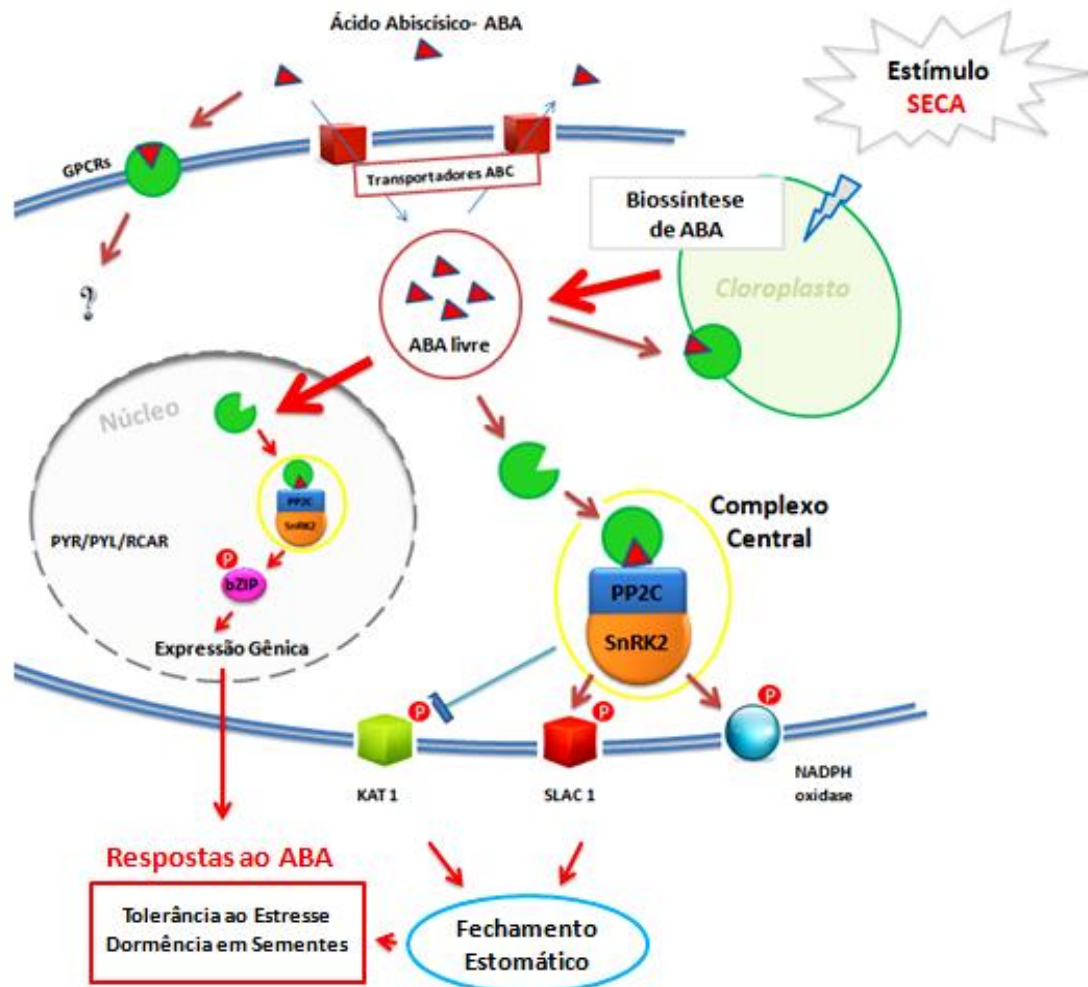 Ácido Abiscísico- ABA
Estímulo
SECA
GPCRs
Transportadores ABC
Biossíntese
de ABA
Cloroplasto
?
ABA livre
Núcleo
PP2C
SnRK2
PYR/PYL/RCAR
P
bZIP
Expressão Gênica
Complexo
Central
PP2C
SnRK2
P
P
P
KAT 1
SLAC 1
NADPH
oxidase
Respostas ao ABA
Tolerância ao Estresse
Dormência em Sementes
Fechamento
Estomático